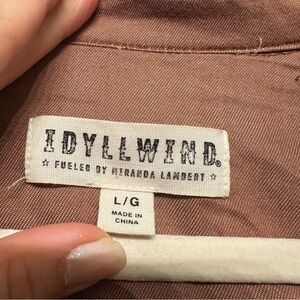 IDYLLWIND®
☆ FUELED BY MIRANDA LAMBERT ☆
L/G
MADE IN
CHINA